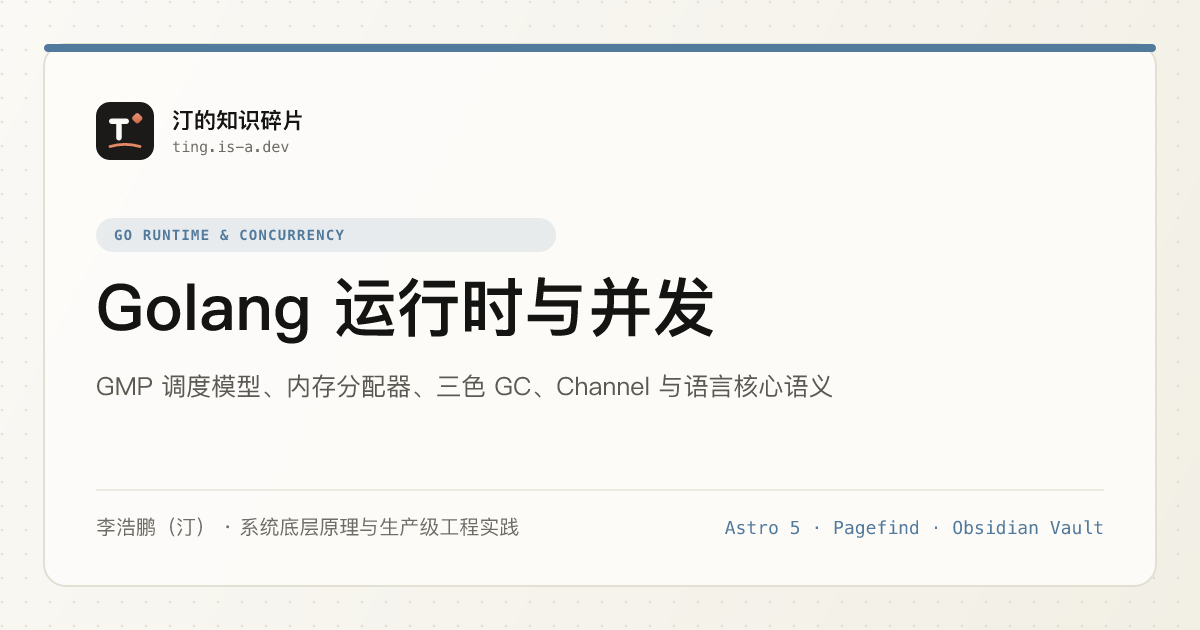 T
汀的知识碎片
ting.is-a.dev
GO RUNTIME & CONCURRENCY
Golang 运行时与并发
GMP 调度模型、内存分配器、三色 GC、Channel 与语言核心语义
李浩鹏（汀） · 系统底层原理与生产级工程实践
Astro 5 · Pagefind · Obsidian Vault